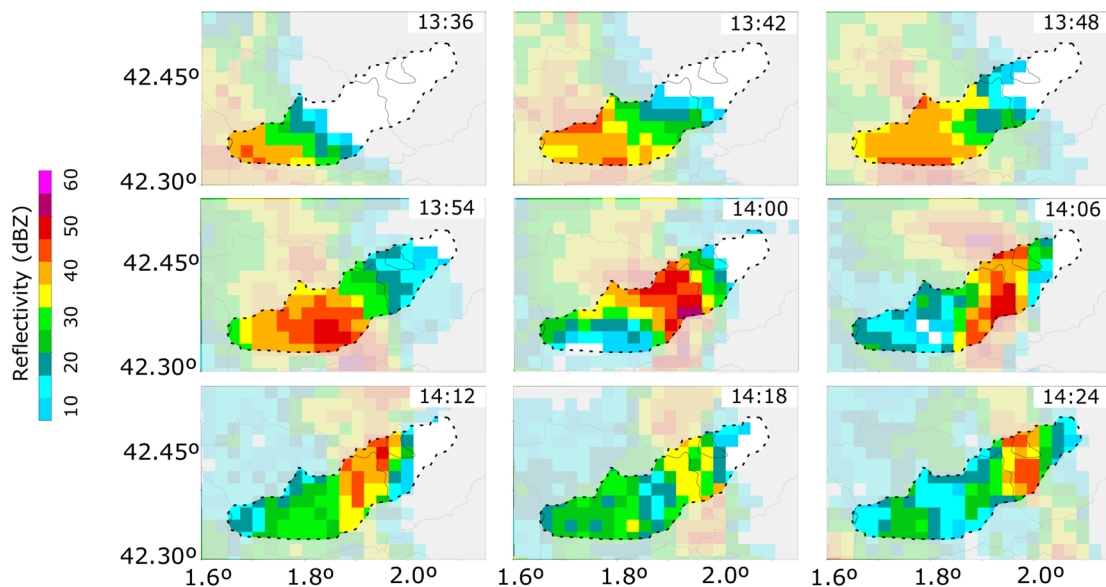 13:36
13:42
13:48
42.45º
42.30º
13:54
14:00
14:06
42.45º
42.30º
14:12
14:18
14:24
42.45º
42.30º
1.6º 1.8º 2.0º 1.6º 1.8º 2.0º 1.6º 1.8º 2.0º
Reflectivity (dBZ)
60
50
40
30
20
10